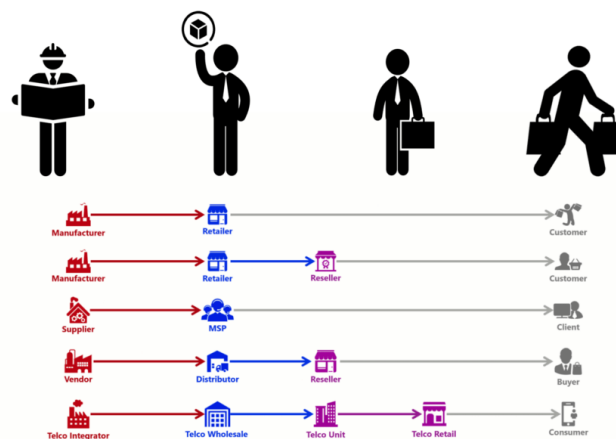 Manufacturer Retailer Customer
Manufacturer Retailer Reseller Customer
Supplier MSP Client
Vendor Distributor Reseller Buyer
Telco Integrator Telco Wholesale Telco Unit Telco Retail Consumer